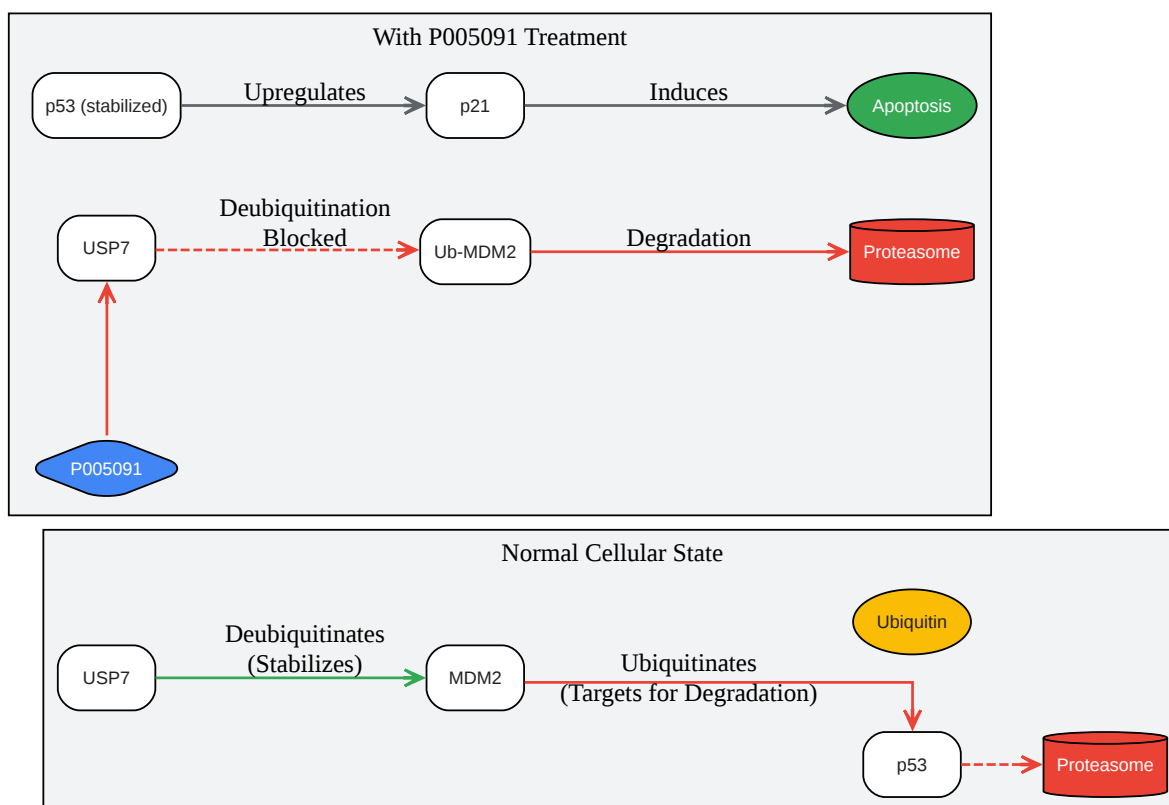 With P005091 Treatment
p53 (stabilized)
Upregulates
p21
Induces
Apoptosis
Deubiquitination
Blocked
USP7
Ub-MDM2
Degradation
Proteasome
P005091
Normal Cellular State
Ubiquitin
Deubiquitinates
(Stabilizes)
USP7
MDM2
Ubiquitinates
(Targets for Degradation)
p53
Proteasome